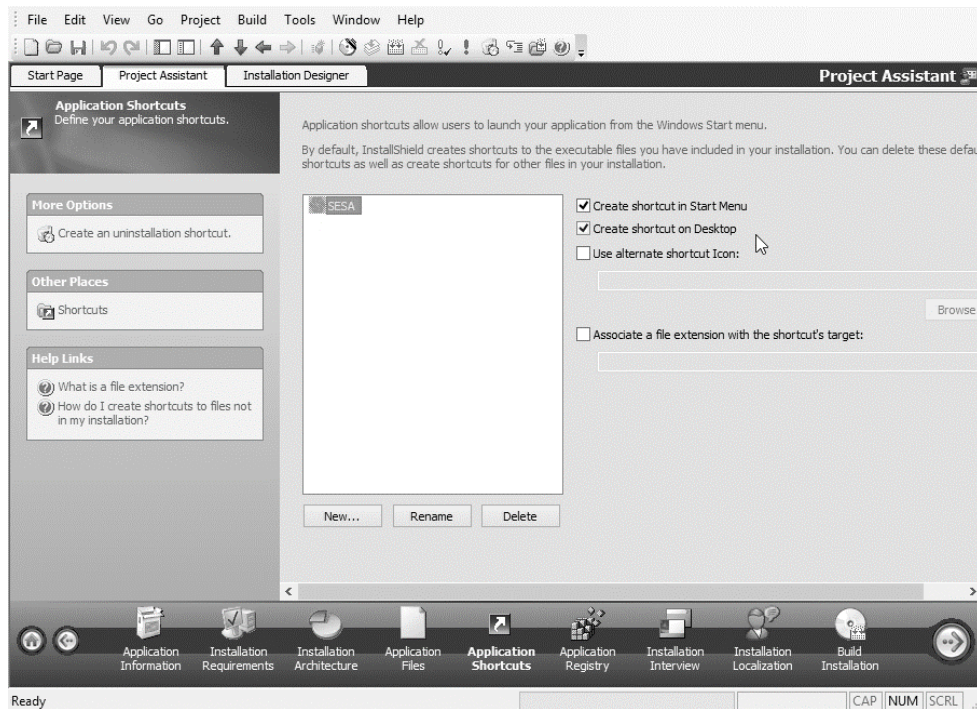 File Edit View Go Project Build Tools Window Help
Start Page Project Assistant Installation Designer Project Assistant
Application Shortcuts
Define your application shortcuts.
Application shortcuts allow users to launch your application from the Windows Start menu.
By default, InstallShield creates shortcuts to the executable files you have included in your installation. You can delete these defau
shortcuts as well as create shortcuts for other files in your installation.
More Options
Create an uninstallation shortcut.
Other Places
Shortcuts
Help Links
What is a file extension?
How do I create shortcuts to files not
in my installation?
SESA
New... Rename Delete
Create shortcut in Start Menu
Create shortcut on Desktop
Use alternate shortcut Icon:
Browse
Associate a file extension with the shortcut's target:
Application Information
Installation Requirements
Installation Architecture
Application Files
Application Shortcuts
Application Registry
Installation Interview
Installation Localization
Build Installation
Ready CAP NUM SCRL